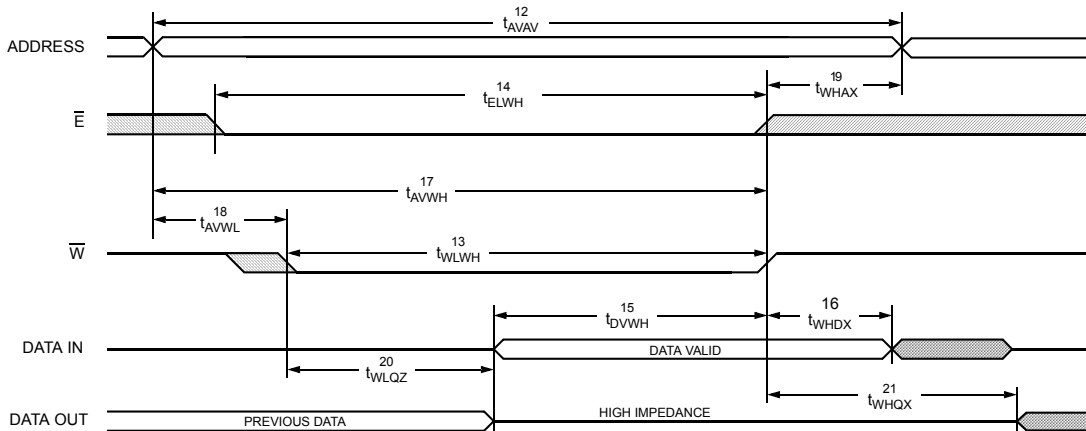 12
tAVAV
ADDRESS
14
tELWH
19
tWHAX
E
17
tAVWH
18
tAVWL
W
13
tWLWH
15
tDVWH
16
tWHDX
DATA IN
DATA VALID
20
tWLQZ
21
tWHQX
DATA OUT
PREVIOUS DATA
HIGH IMPEDANCE